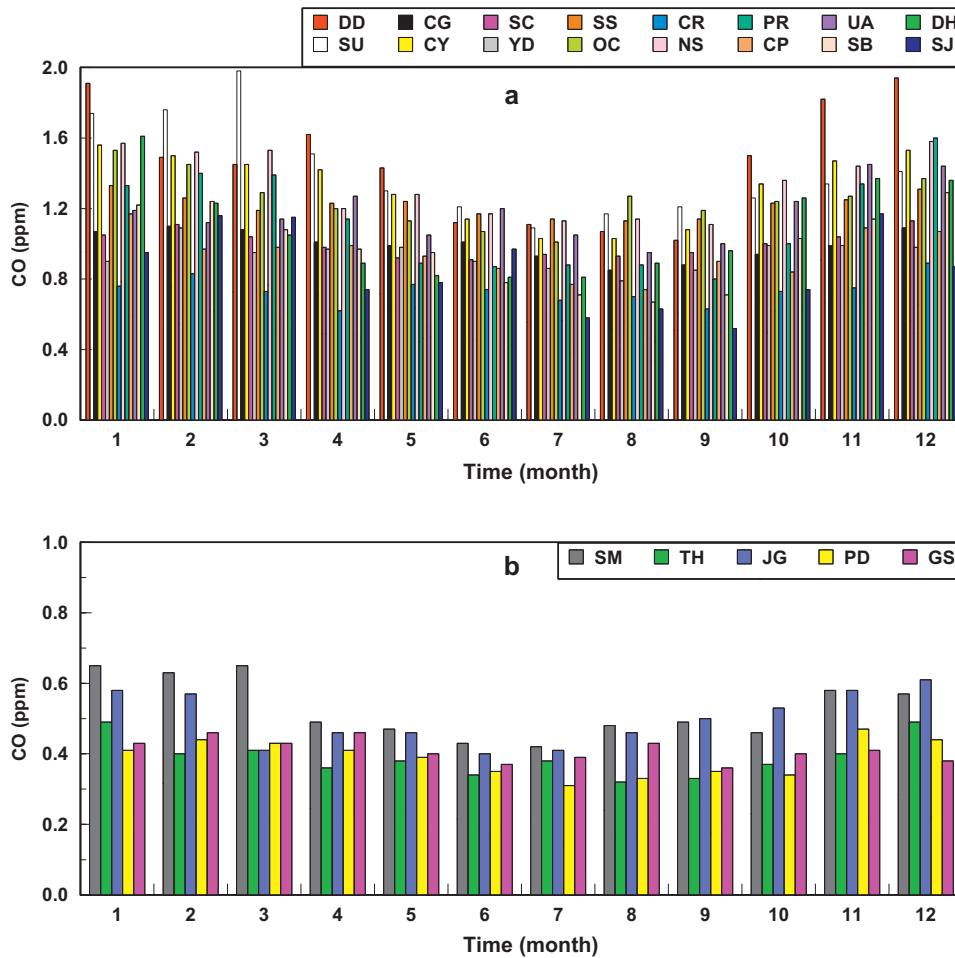 DD CG SC SS CR PR UA DH
SU CY YD OC NS CP SB SJ
a
2.0
1.6
1.2
0.8
0.4
0.0
CO (ppm)
1 2 3 4 5 6 7 8 9 10 11 12
Time (month)
b
SM TH JG PD GS
1.0
0.8
0.6
0.4
0.2
0.0
CO (ppm)
1 2 3 4 5 6 7 8 9 10 11 12
Time (month)